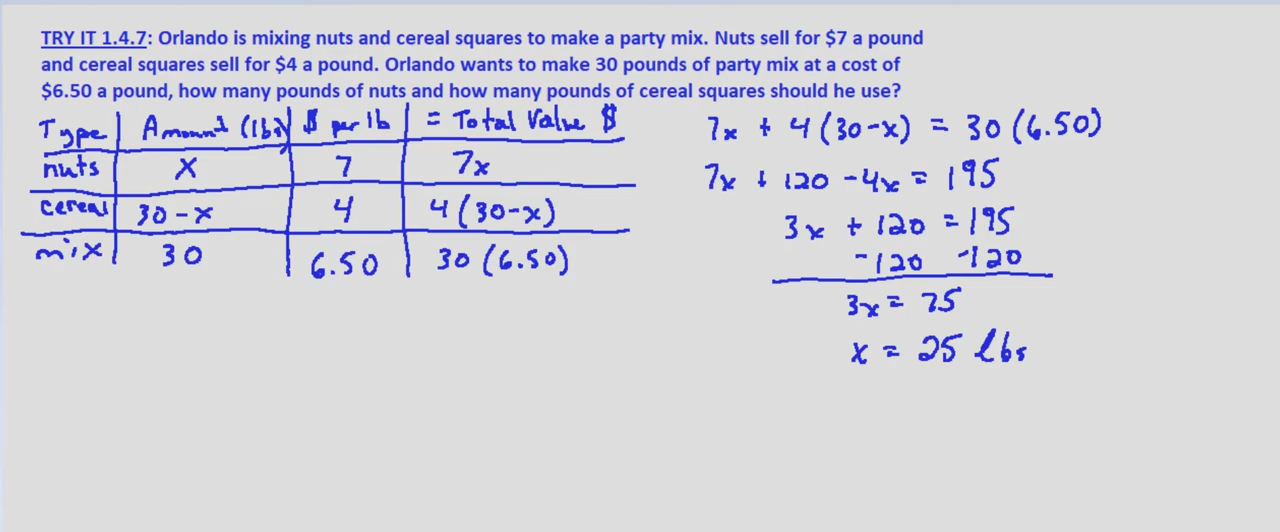 TRY IT 1.4.7: Orlando is mixing nuts and cereal squares to make a party mix. Nuts sell for $7 a pound
and cereal squares sell for $4 a pound. Orlando wants to make 30 pounds of party mix at a cost of
$6.50 a pound, how many pounds of nuts and how many pounds of cereal squares should he use?
Type Amount (lbs) $ per lb = Total Value $
nuts x 7 7x
cereal 30-x 4 4(30-x)
mix 30 6.50 30(6.50)
7x + 4(30-x) = 30(6.50)
7x + 120 -4x = 195
3x + 120 = 195
-120 -120
3x = 75
x = 25 lbs